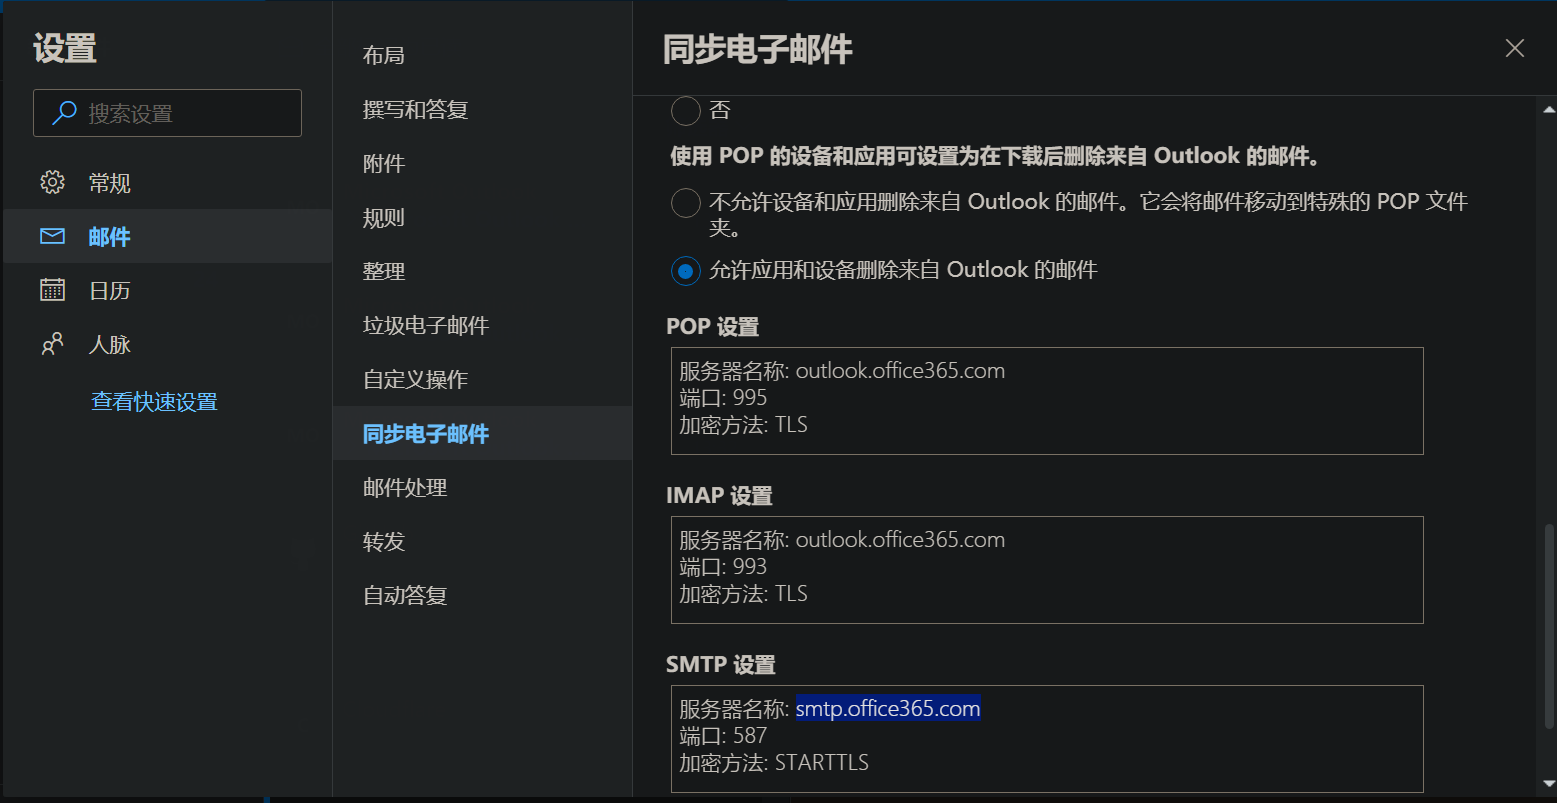 设置
搜索设置
常规
邮件
日历
人脉
查看快速设置
布局
撰写和答复
附件
规则
整理
垃圾电子邮件
自定义操作
同步电子邮件
邮件处理
转发
自动答复
同步电子邮件
否
使用 POP 的设备和应用可设置为在下载后删除来自 Outlook 的邮件。
不允许设备和应用删除来自 Outlook 的邮件。它会将邮件移动到特殊的 POP 文件
夹。
允许应用和设备删除来自 Outlook 的邮件
POP 设置
服务器名称: outlook.office365.com
端口: 995
加密方法: TLS
IMAP 设置
服务器名称: outlook.office365.com
端口: 993
加密方法: TLS
SMTP 设置
服务器名称: smtp.office365.com
端口: 587
加密方法: STARTTLS